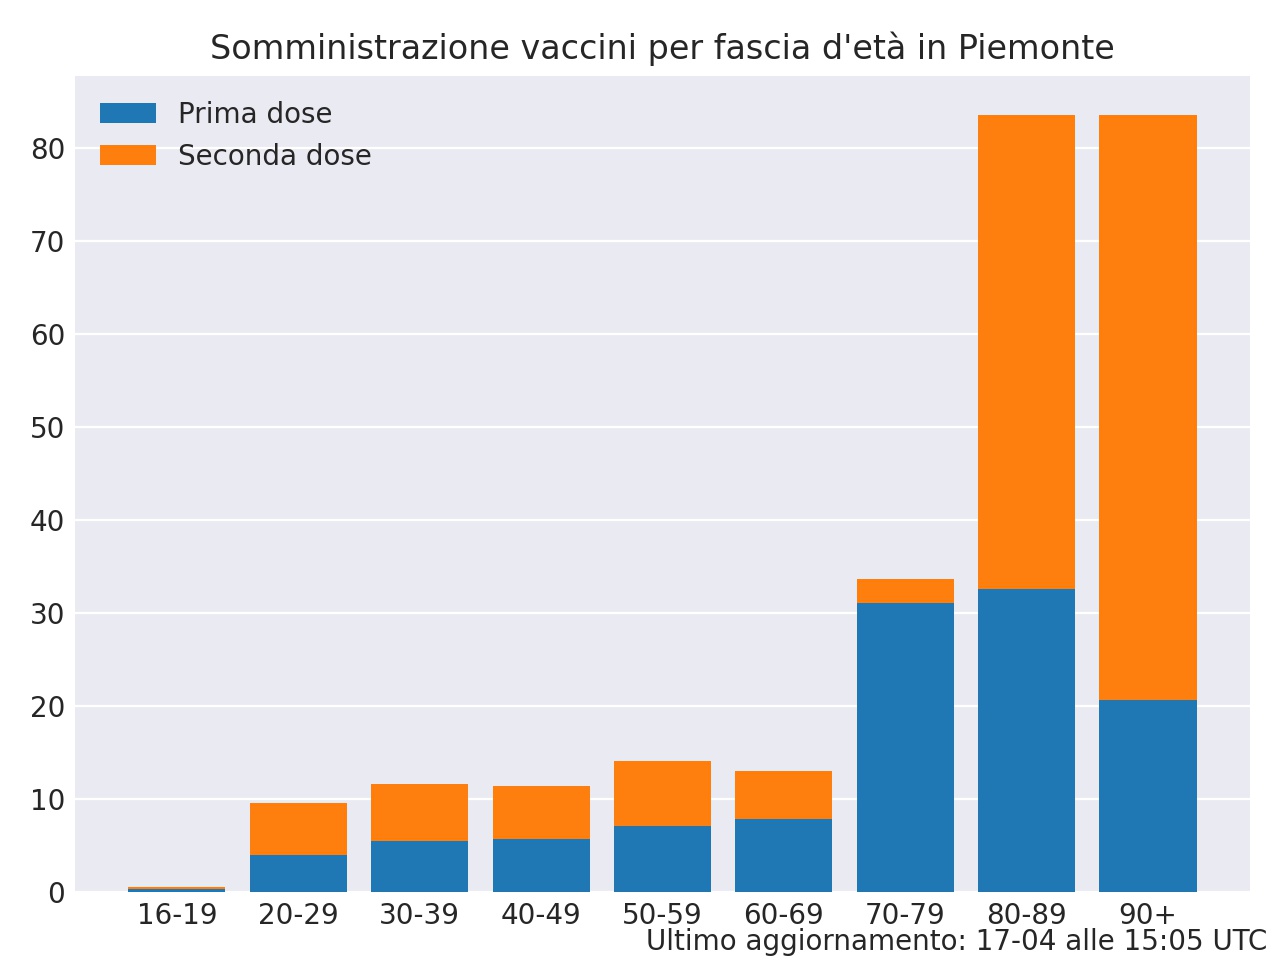 Somministrazione vaccini per fascia d'età in Piemonte
Prima dose
Seconda dose
80
70
60
50
40
30
20
10
0
16-19 20-29 30-39 40-49 50-59 60-69 70-79 80-89 90+
Ultimo aggiornamento: 17-04 alle 15:05 UTC